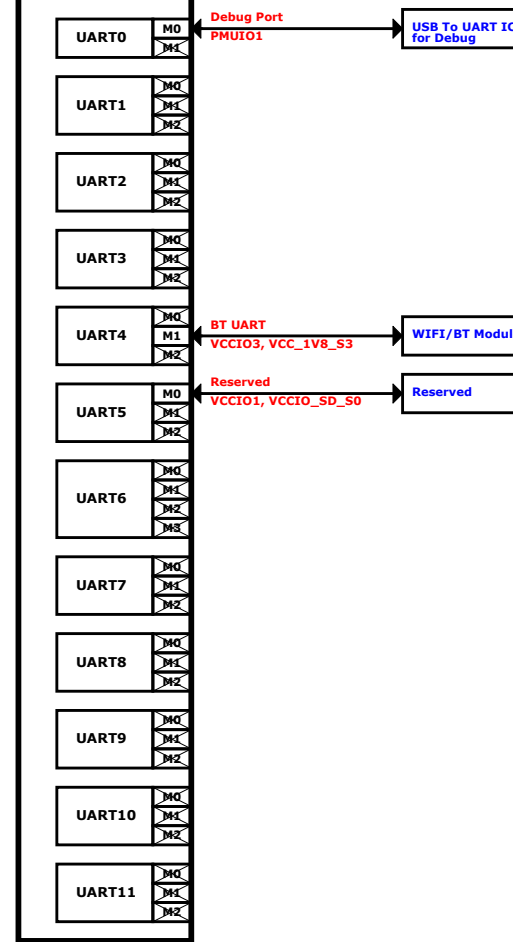 UART0
M0
M1
Debug Port
PMUIO1
USB To UART IC
for Debug
UART1
M0
M1
M2
UART2
M0
M1
M2
UART3
M0
M1
M2
UART4
M0
M1
M2
BT UART
VCCIO3, VCC_1V8_S3
WIFI/BT Modul
UART5
M0
M1
M2
Reserved
VCCIO1, VCCIO_SD_S0
Reserved
UART6
M0
M1
M2
M3
UART7
M0
M1
M2
UART8
M0
M1
M2
UART9
M0
M1
M2
UART10
M0
M1
M2
UART11
M0
M1
M2